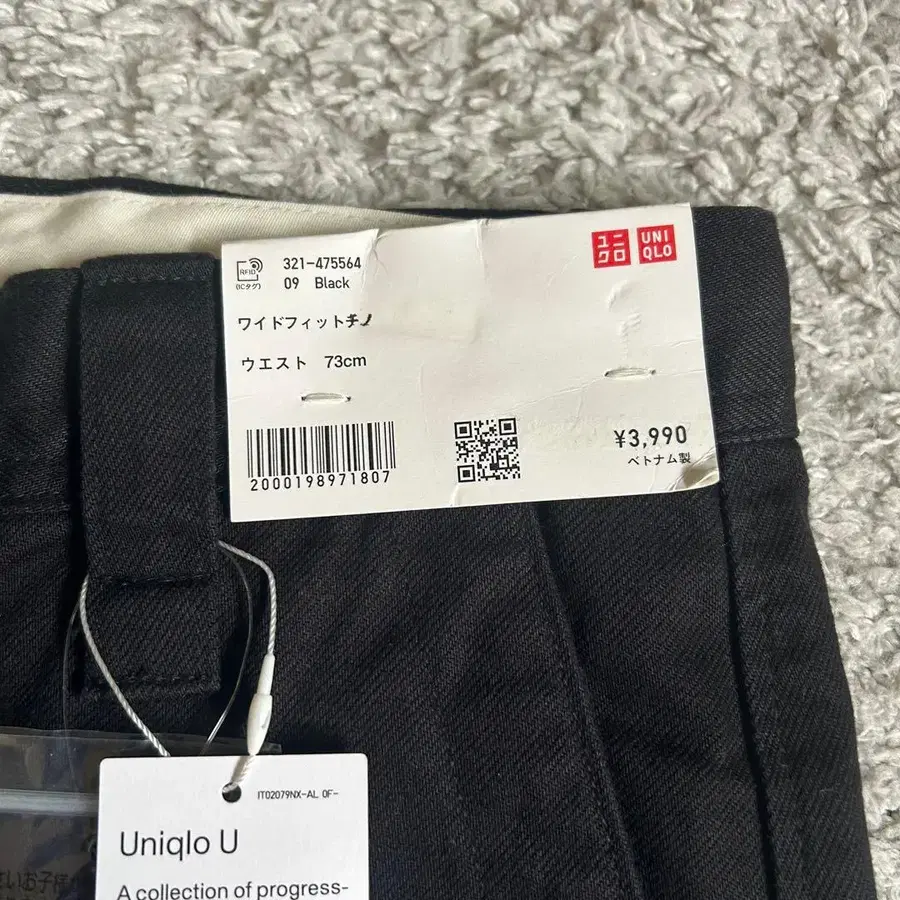 RFID
(ICタグ)
321-475564
09 Black
ユニクロ
UNIQLO
ワイドフィットチノ
ウエスト 73cm
2000198971807
¥3,990
ベトナム製
IT02079NX-AL 0F-
Uniqlo U
A collection of progress-